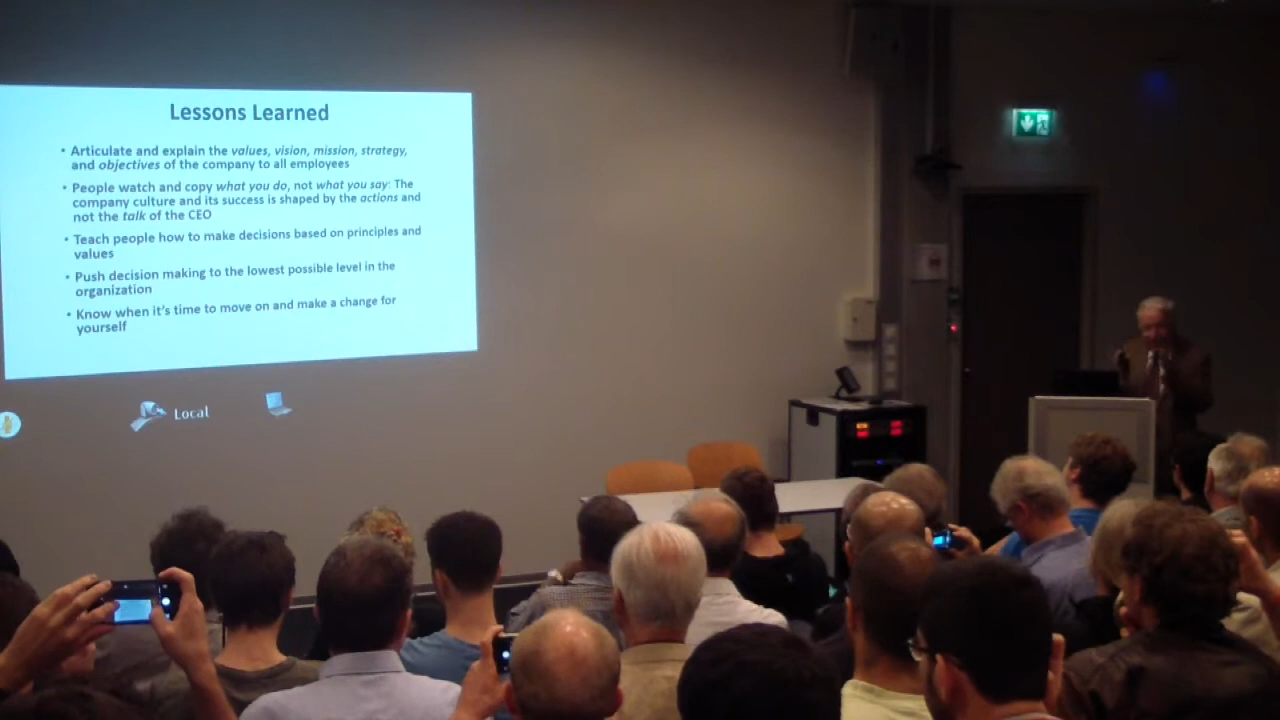 Lessons Learned
• Articulate and explain the values, vision, mission, strategy,
and objectives of the company to all employees
• People watch and copy what you do, not what you say: The
company culture and its success is shaped by the actions and
not the talk of the CEO
• Teach people how to make decisions based on principles and
values
• Push decision making to the lowest possible level in the
organization
• Know when it's time to move on and make a change for
yourself
Local